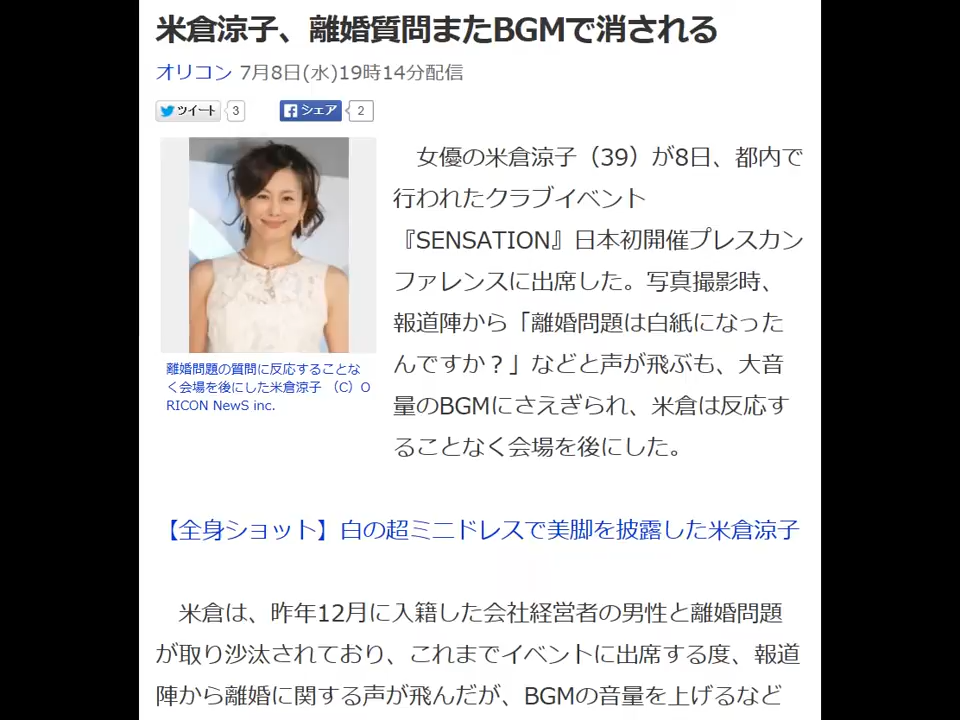 米倉涼子、離婚質問またBGMで消される
オリコン 7月8日(水)19時14分配信
ツイート 3 シェア 2
女優の米倉涼子（39）が8日、都内で
行われたクラブイベント
『SENSATION』日本初開催プレスカン
ファレンスに出席した。写真撮影時、
報道陣から「離婚問題は白紙になった
んですか？」などと声が飛ぶも、大音
量のBGMにさえぎられ、米倉は反応す
ることなく会場を後にした。
離婚問題の質問に反応することな
く会場を後にした米倉涼子 （C）O
RICON NewS inc.
【全身ショット】白の超ミニドレスで美脚を披露した米倉涼子
米倉は、昨年12月に入籍した会社経営者の男性と離婚問題
が取り沙汰されており、これまでイベントに出席する度、報道
陣から離婚に関する声が飛んだが、BGMの音量を上げるなど